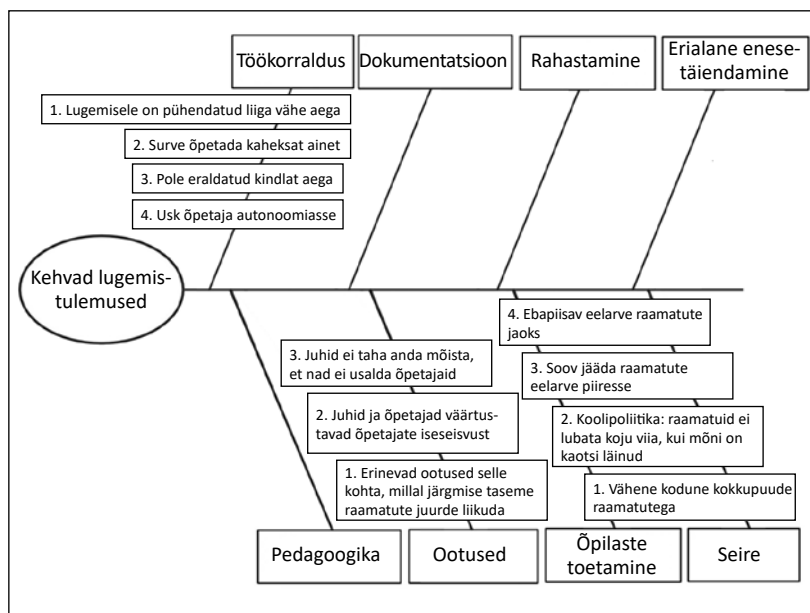 Töökorraldus
Dokumentatsioon
Rahastamine
Erialane enese-
täiendamine
1. Lugemisele on pühendatud liiga vähe aega
2. Surve õpetada kaheksat ainet
3. Pole eraldatud kindlat aega
4. Usk õpetaja autonoomiasse
Kehvad lugemis-
tulemused
4. Ebapiisav eelarve raamatute
jaoks
3. Juhid ei taha anda mõista,
et nad ei usalda õpetajaid
3. Soov jääda raamatute
eelarve piiresse
2. Juhid ja õpetajad väärtus-
tavad õpetajate iseseisvust
2. Koolipoliitika: raamatuid ei
lubata koju viia, kui mõni on
kaotsi läinud
1. Erinevad ootused selle
kohta, millal järgmise taseme
raamatute juurde liikuda
1. Vähene kodune kokkupuude
raamatutega
Pedagoogika
Ootused
Õpilaste
toetamine
Seire